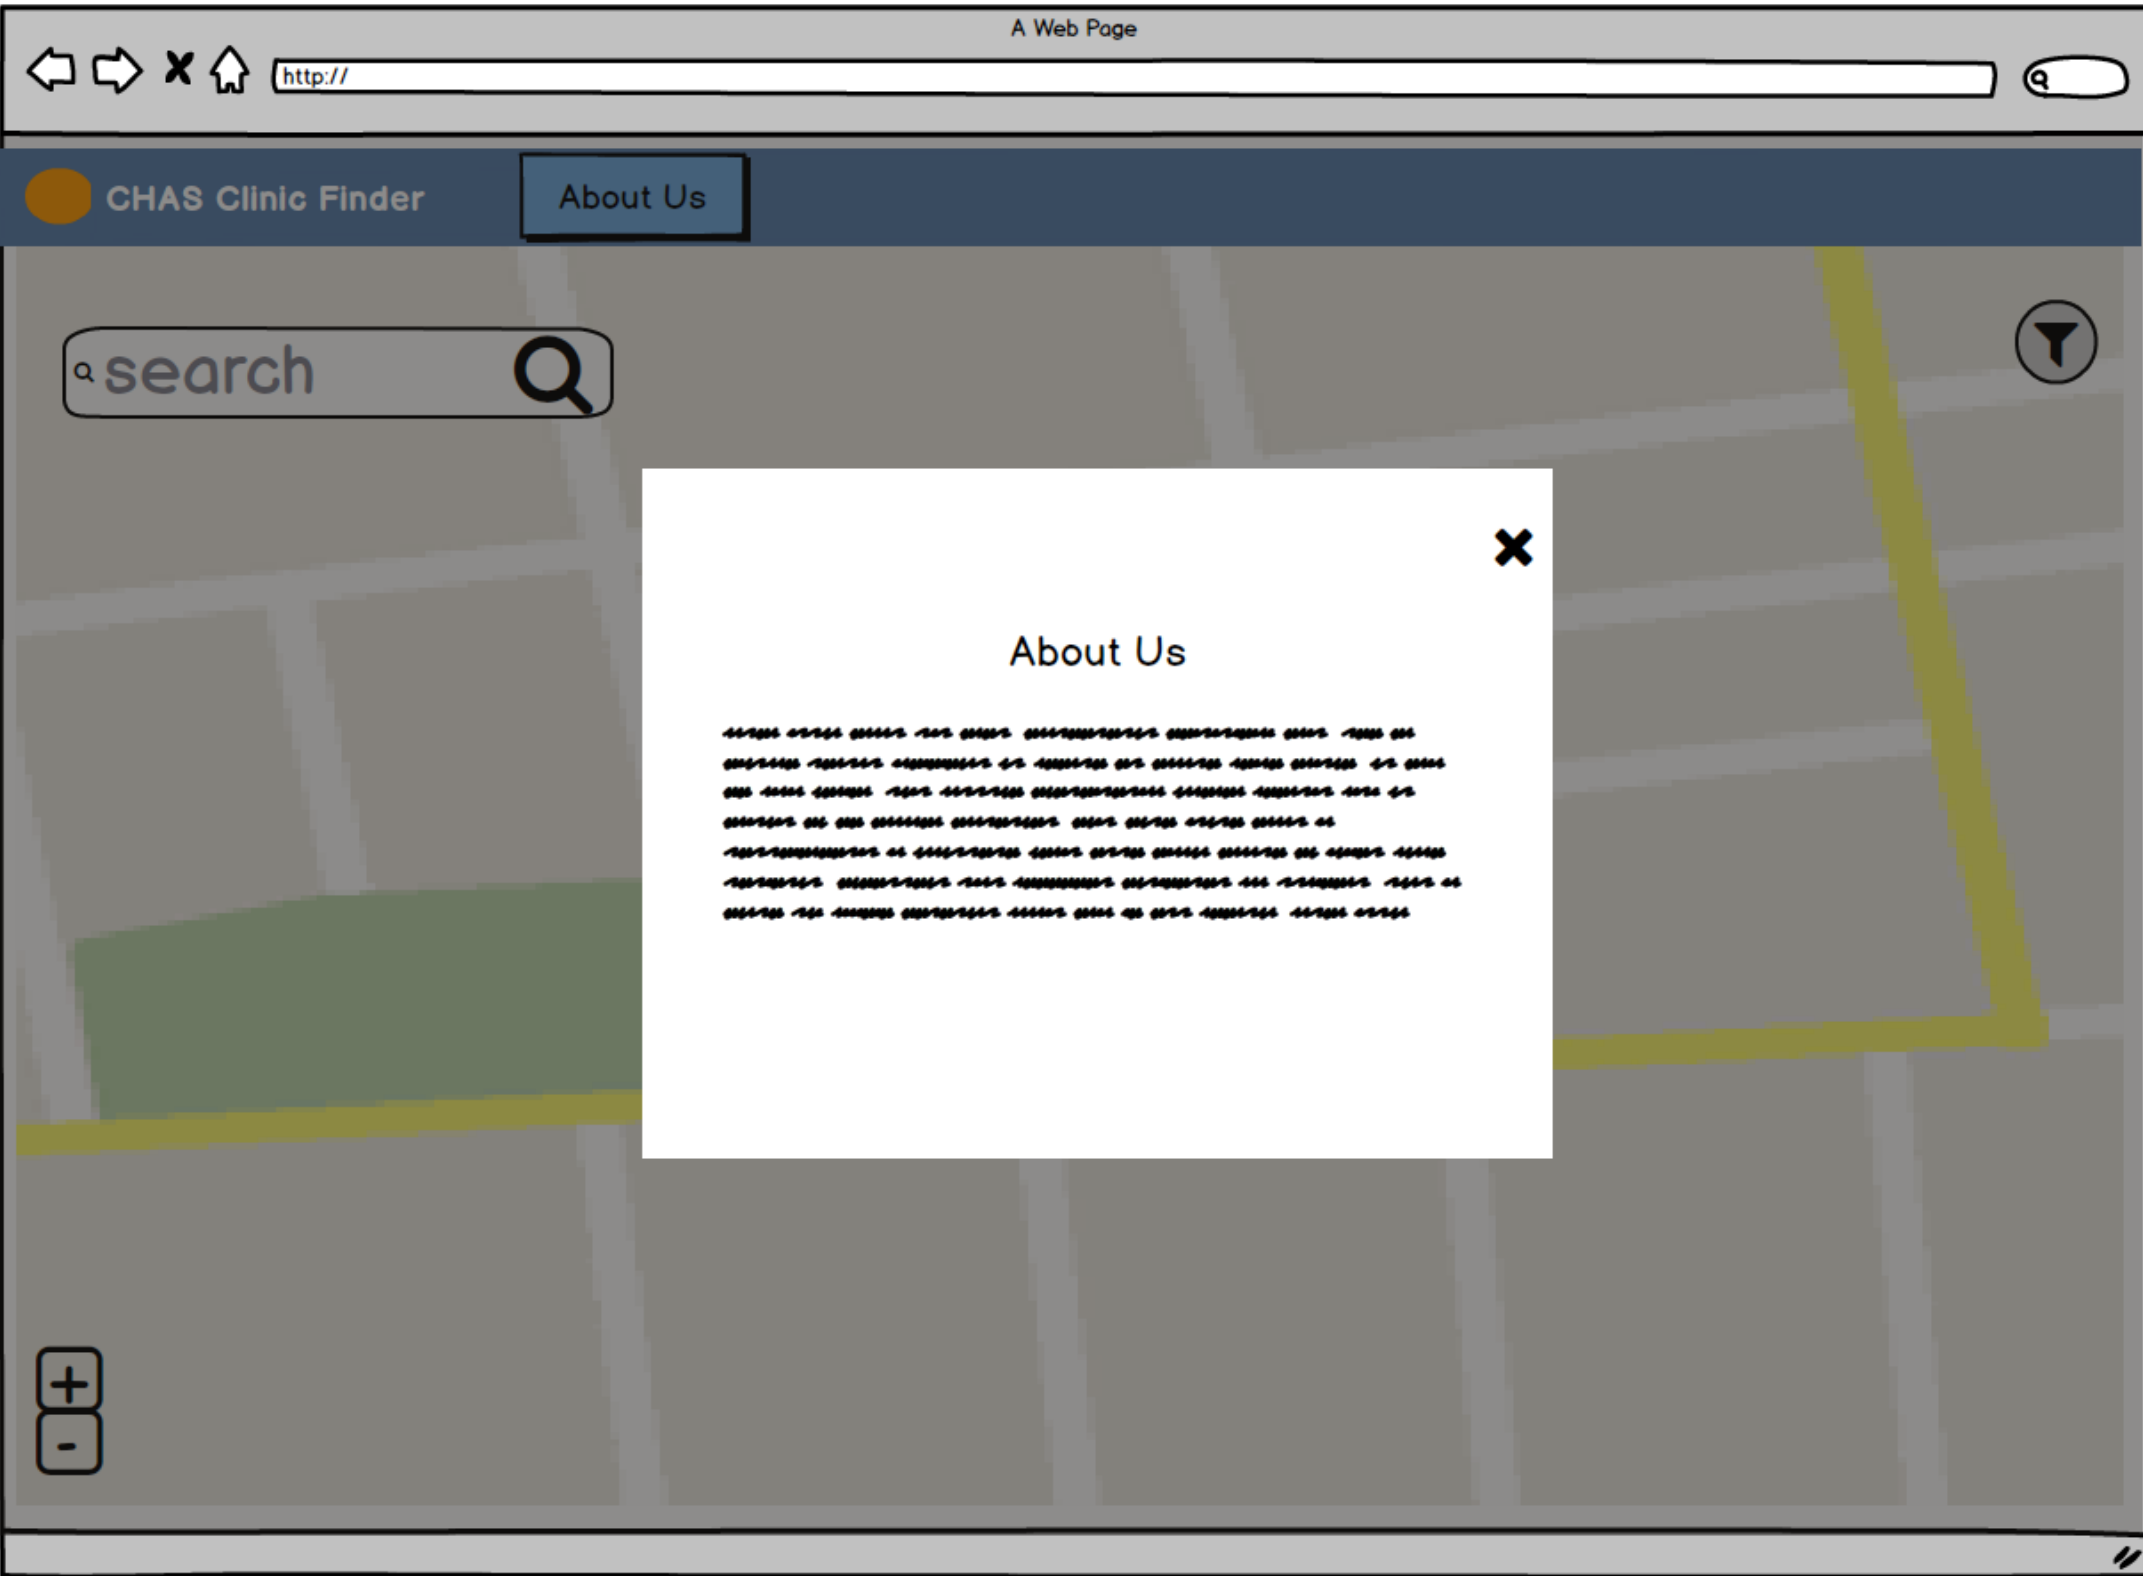 A Web Page
http://
CHAS Clinic Finder
About Us
search
About Us
+
-